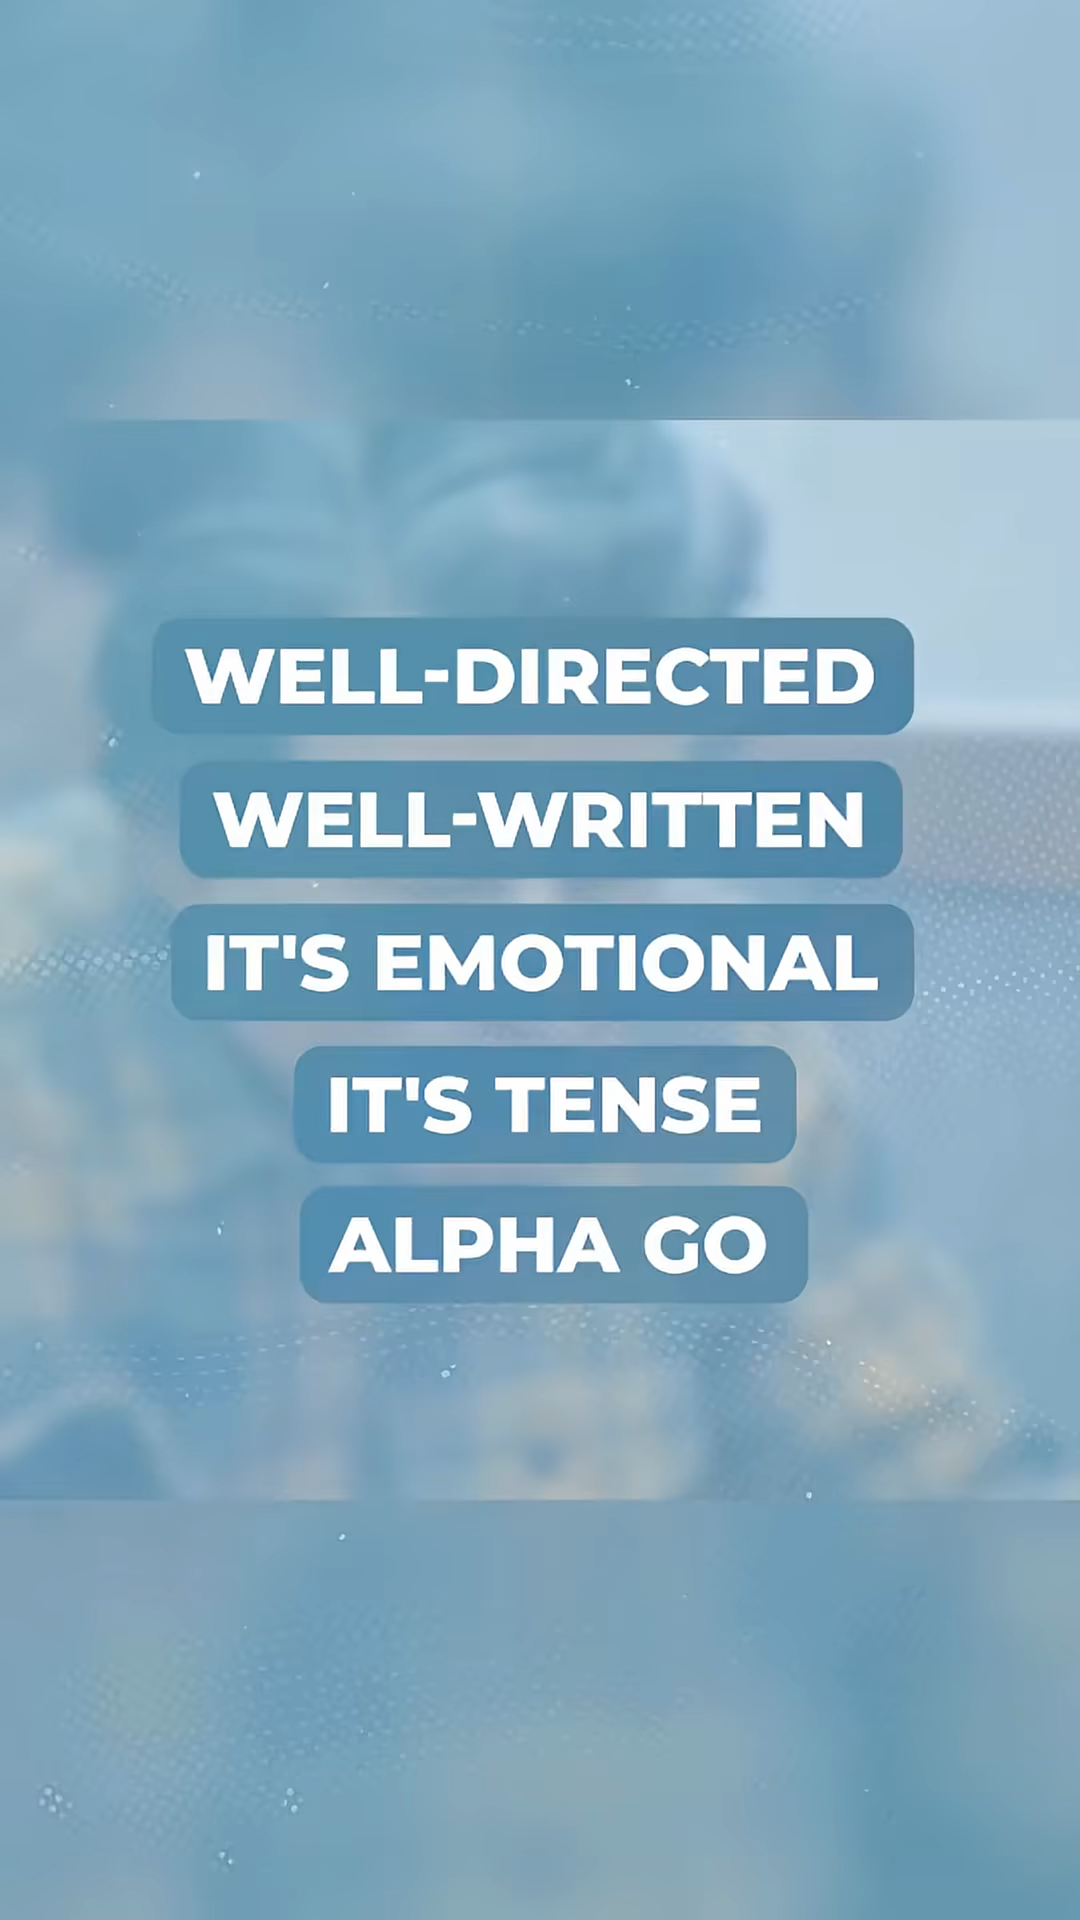 WELL-DIRECTED
WELL-WRITTEN
IT'S EMOTIONAL
IT'S TENSE
ALPHA GO